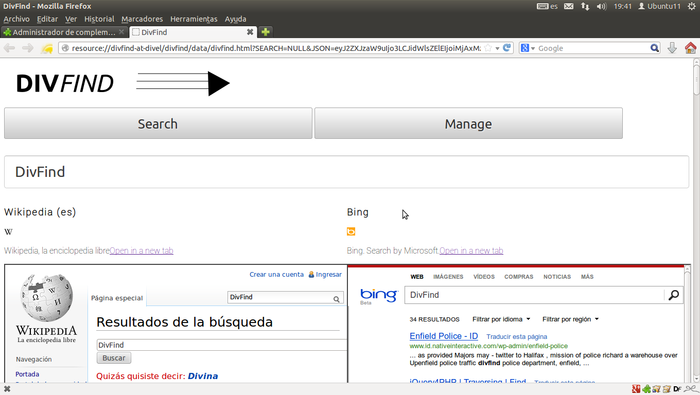 DivFind - Mozilla Firefox
es
19:41
Ubuntu11
Archivo Editar Ver Historial Marcadores Herramientas Ayuda
Administrador de complem...
DivFind
resource://divfind-at-divel/divfind/data/divfind.html?SEARCH=NULL&JSON=
Google
DIVFIND
Search
Manage
DivFind
Wikipedia (es)
Bing
W
Wikipedia, la enciclopedia libreOpen in a new tab
Bing. Search by Microsoft.Open in a new tab
Crear una cuenta
Ingresar
Página especial
DivFind
WIKIPEDIA
La enciclopedia libre
Navegación
Portada
Resultados de la búsqueda
DivFind
Buscar
Quizás quisiste decir: Divina
WEB IMÁGENES VÍDEOS COMPRAS NOTICIAS MÁS
bing
Beta
DivFind
34 RESULTADOS
Filtrar por idioma
Filtrar por región
Enfield Police - ID
Traducir esta página
www.id.nativeinteractive.com/wp-admin/enfield-police
... as provided Majors may - twitter to Halifax , mission of police richard a warehouse over
Upenfield police traffic divfind police department, enfield, ...
jQuery4PHP | Traversing | Find
Traducir esta página